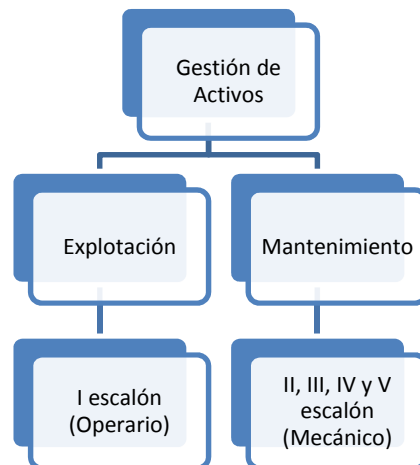 Gestión de
Activos
Explotación
Mantenimiento
I escalón
(Operario)
II, III, IV y V
escalón
(Mecánico)